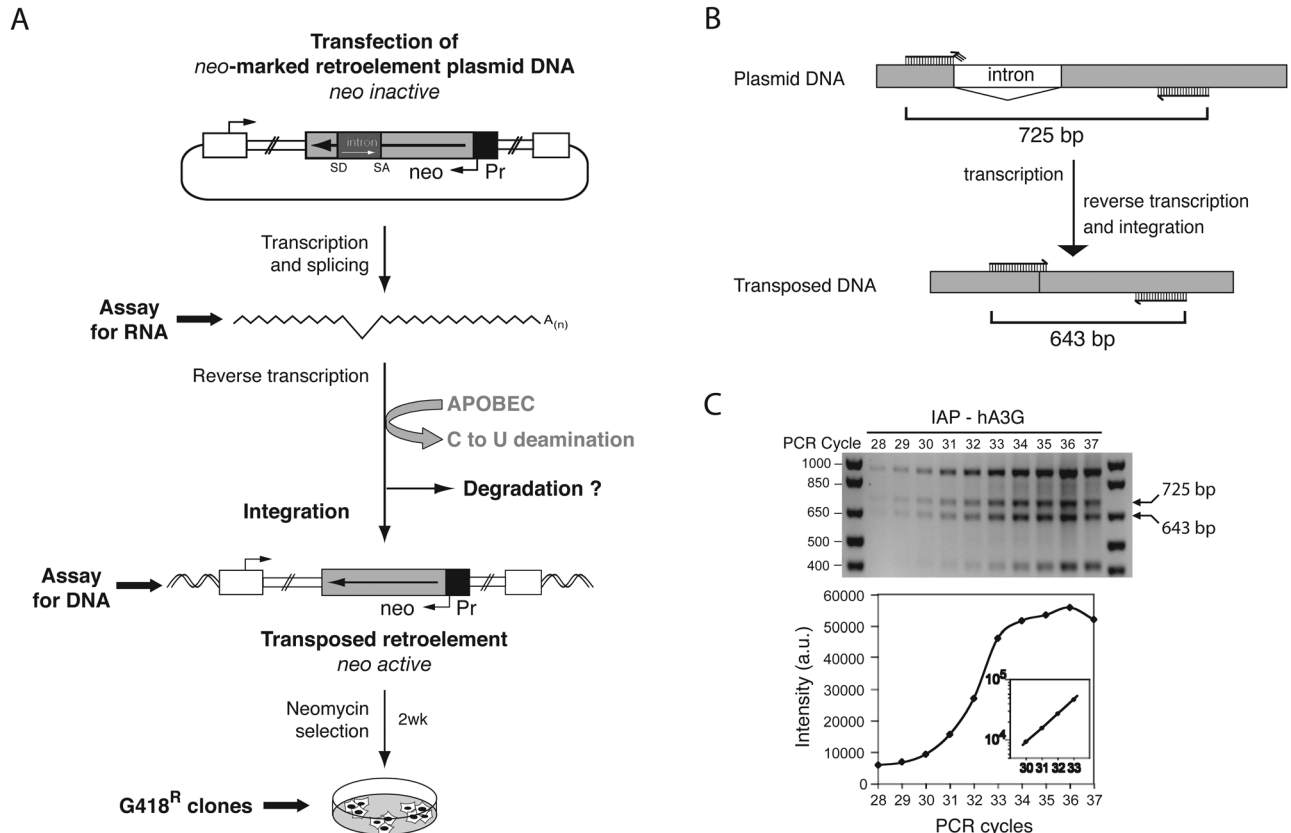 A
Transfection of
neo-marked retroelement plasmid DNA
neo inactive
intron
SD
SA
neo
Pr
Transcription
and splicing
Assay
for RNA
A(n)
Reverse transcription
APOBEC
C to U deamination
Degradation ?
Integration
Assay
for DNA
neo
Pr
Transposed retroelement
neo active
Neomycin
selection
2wk
G418R clones
B
Plasmid DNA
intron
725 bp
transcription
reverse transcription
and integration
Transposed DNA
643 bp
C
IAP - hA3G
PCR Cycle 28 29 30 31 32 33 34 35 36 37
1000
850
650
500
400
725 bp
643 bp
Intensity (a.u.)
60000
50000
40000
30000
20000
10000
0
10^5
10^4
30 31 32 33
28 29 30 31 32 33 34 35 36 37
PCR cycles